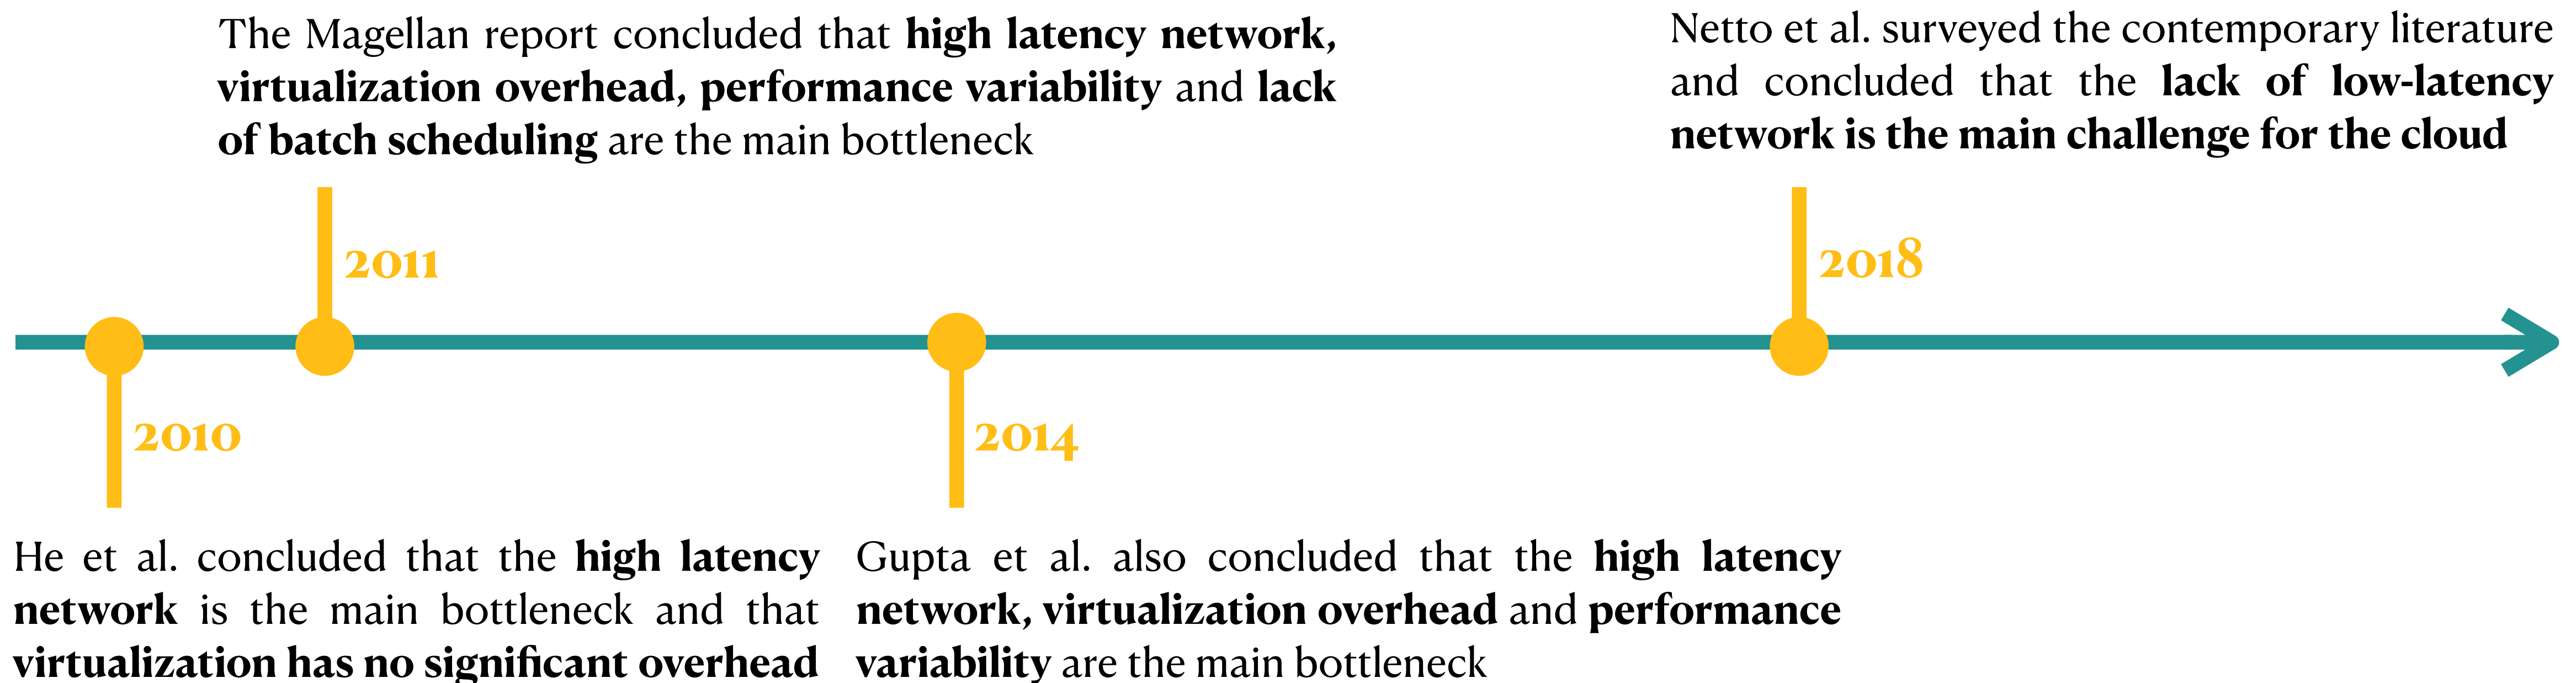 The Magellan report concluded that high latency network,
virtualization overhead, performance variability and lack
of batch scheduling are the main bottleneck
Netto et al. surveyed the contemporary literature
and concluded that the lack of low-latency
network is the main challenge for the cloud
2011
2018
2010
2014
He et al. concluded that the high latency
network is the main bottleneck and that
virtualization has no significant overhead
Gupta et al. also concluded that the high latency
network, virtualization overhead and performance
variability are the main bottleneck